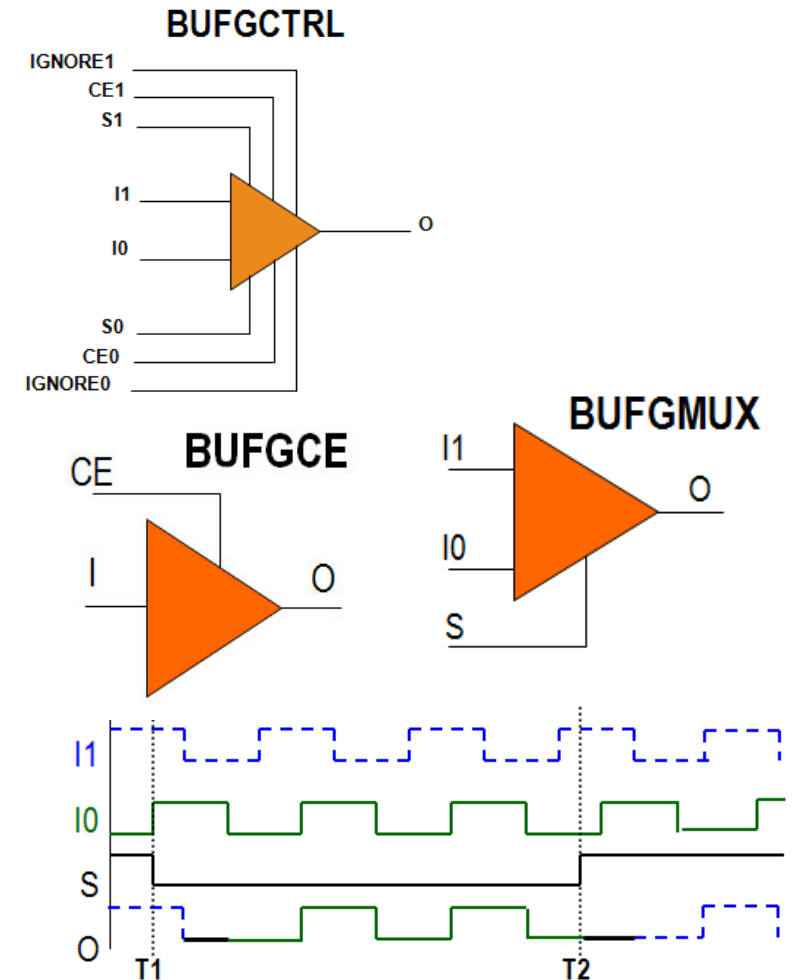 BUFGCTRL
IGNORE1
CE1
S1
I1
I0
O
S0
CE0
IGNORE0
BUFGCE
CE
I
O
BUFGMUX
I1
I0
O
S
I1
I0
S
O
T1
T2